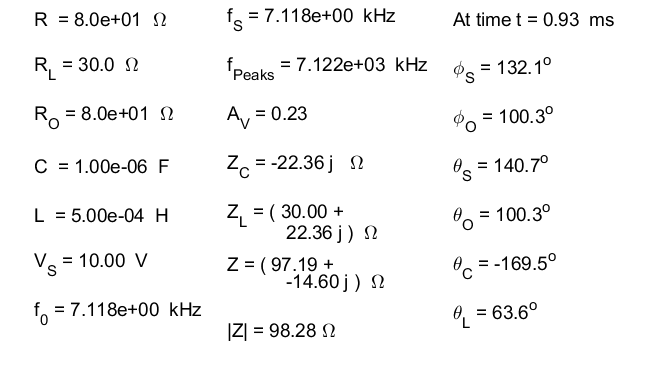 R = 8.0e+01 Ω
R_L = 30.0 Ω
R_O = 8.0e+01 Ω
C = 1.00e-06 F
L = 5.00e-04 H
V_S = 10.00 V
f_0 = 7.118e+00 kHz
f_S = 7.118e+00 kHz
f_Peaks = 7.122e+03 kHz
A_V = 0.23
Z_C = -22.36 j Ω
Z_L = ( 30.00 +
22.36 j ) Ω
Z = ( 97.19 +
-14.60 j ) Ω
|Z| = 98.28 Ω
At time t = 0.93 ms
ϕ_S = 132.1°
ϕ_O = 100.3°
θ_S = 140.7°
θ_O = 100.3°
θ_C = -169.5°
θ_L = 63.6°